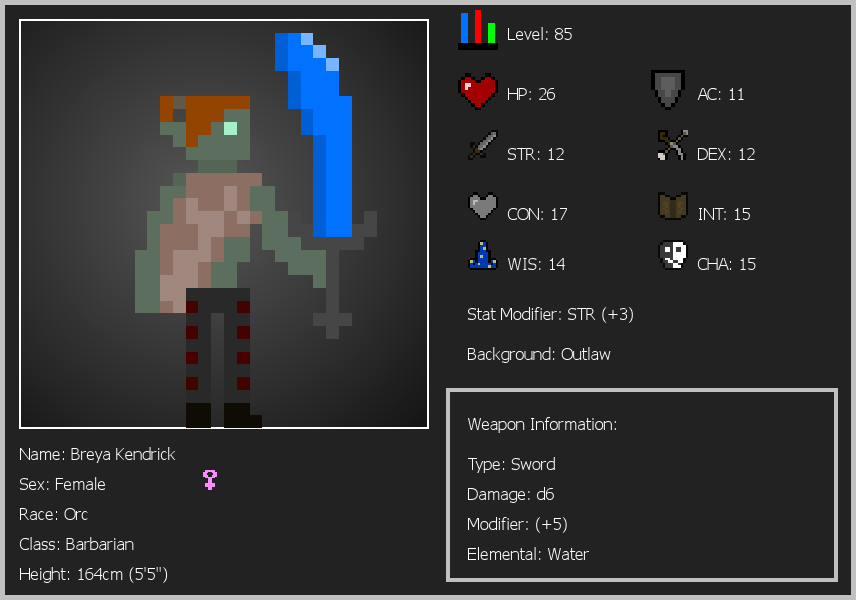 Level: 85
HP: 26
AC: 11
STR: 12
DEX: 12
CON: 17
INT: 15
WIS: 14
CHA: 15
Stat Modifier: STR (+3)
Background: Outlaw
Weapon Information:
Type: Sword
Damage: d6
Modifier: (+5)
Elemental: Water
Name: Breya Kendrick
Sex: Female
Race: Orc
Class: Barbarian
Height: 164cm (5'5")